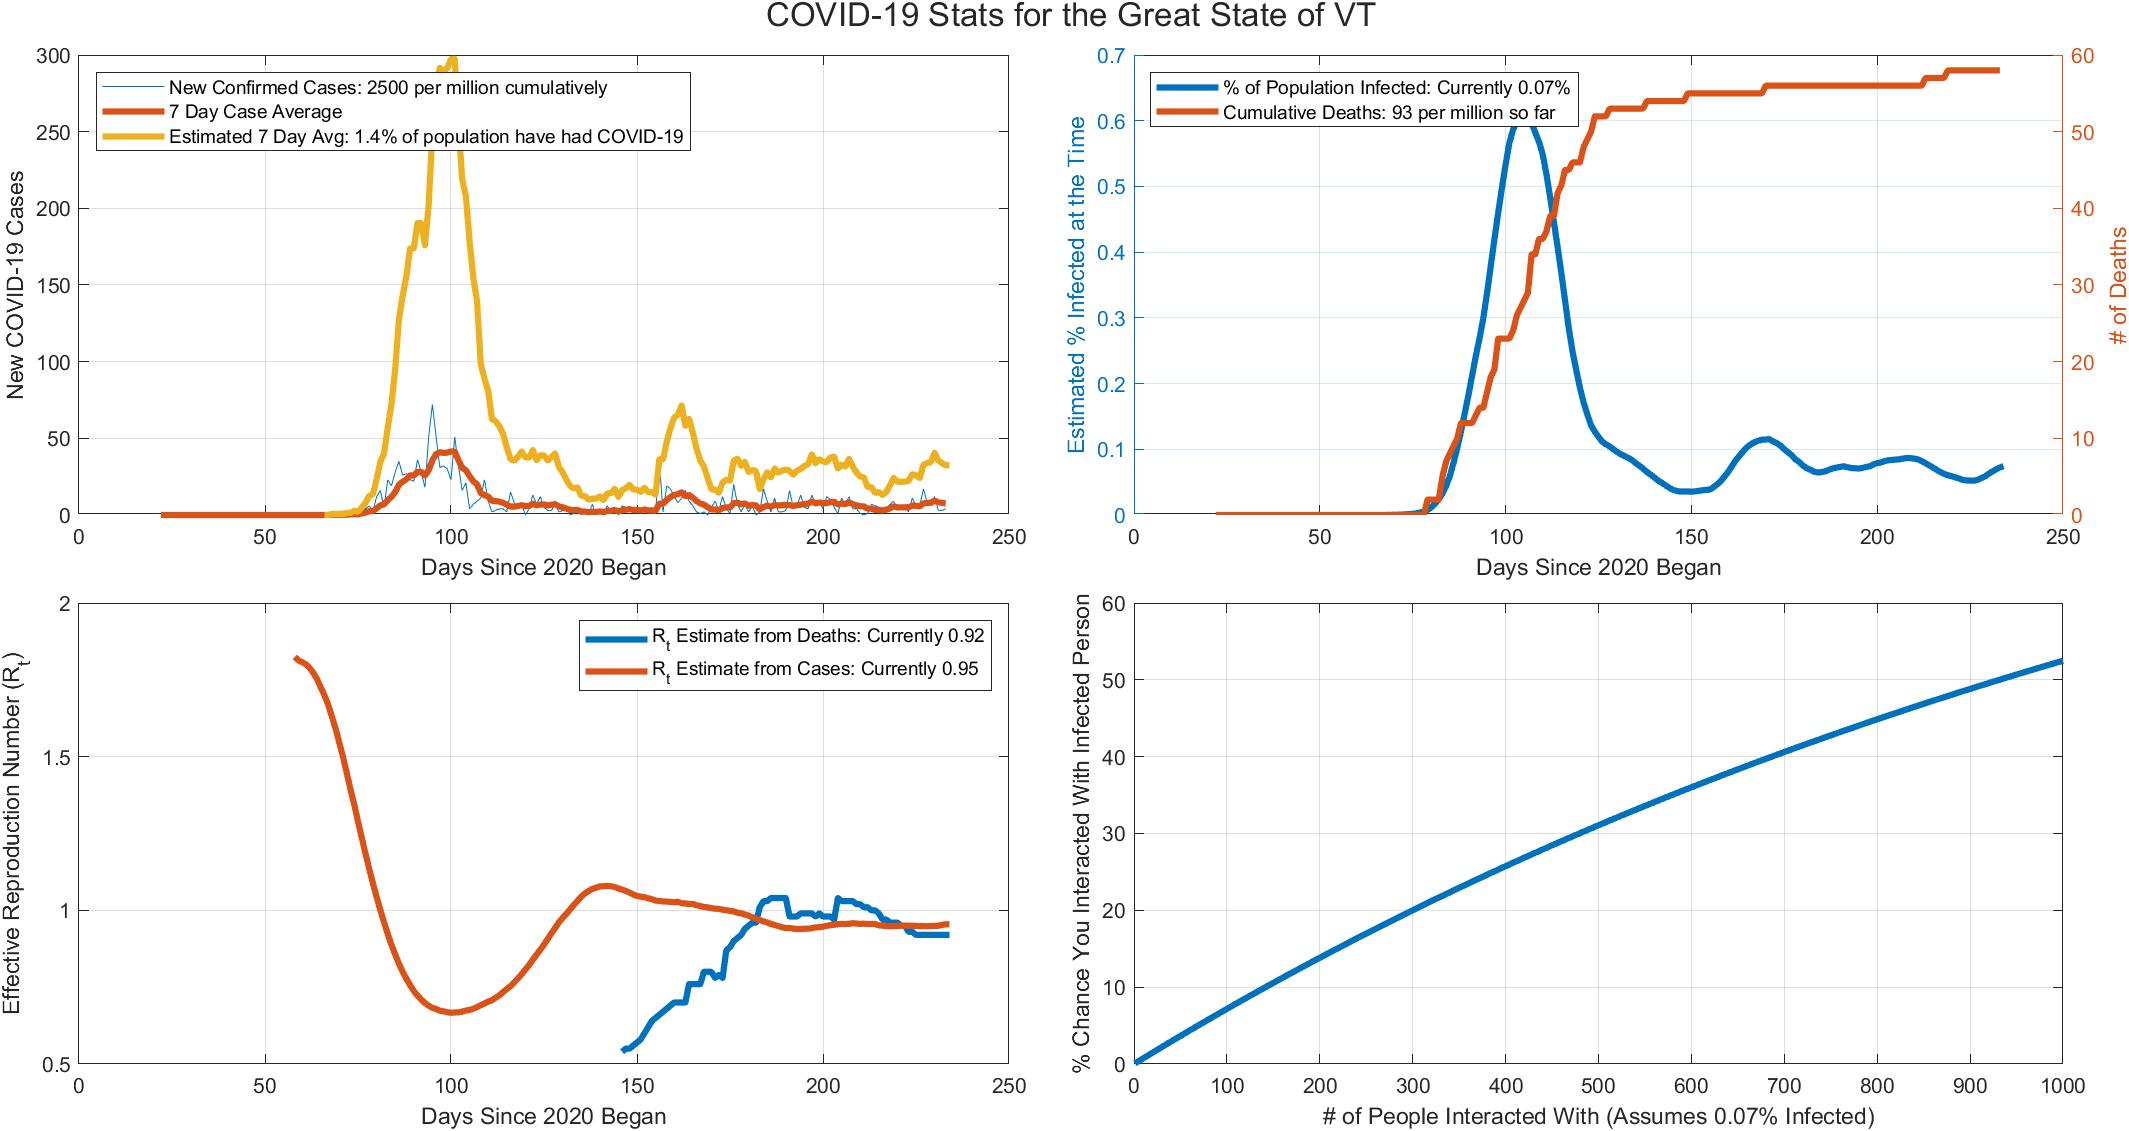 COVID-19 Stats for the Great State of VT
New COVID-19 Cases
300
250
200
150
100
50
0
New Confirmed Cases: 2500 per million cumulatively
7 Day Case Average
Estimated 7 Day Avg: 1.4% of population have had COVID-19
0 50 100 150 200 250
Days Since 2020 Began
Estimated % Infected at the Time
0.7
0.6
0.5
0.4
0.3
0.2
0.1
0
% of Population Infected: Currently 0.07%
Cumulative Deaths: 93 per million so far
60
50
40
30
20
10
0
# of Deaths
0 50 100 150 200 250
Days Since 2020 Began
Effective Reproduction Number (Rt)
2
1.5
1
0.5
Rt Estimate from Deaths: Currently 0.92
Rt Estimate from Cases: Currently 0.95
0 50 100 150 200 250
Days Since 2020 Began
% Chance You Interacted With Infected Person
60
50
40
30
20
10
0
0 100 200 300 400 500 600 700 800 900 1000
# of People Interacted With (Assumes 0.07% Infected)